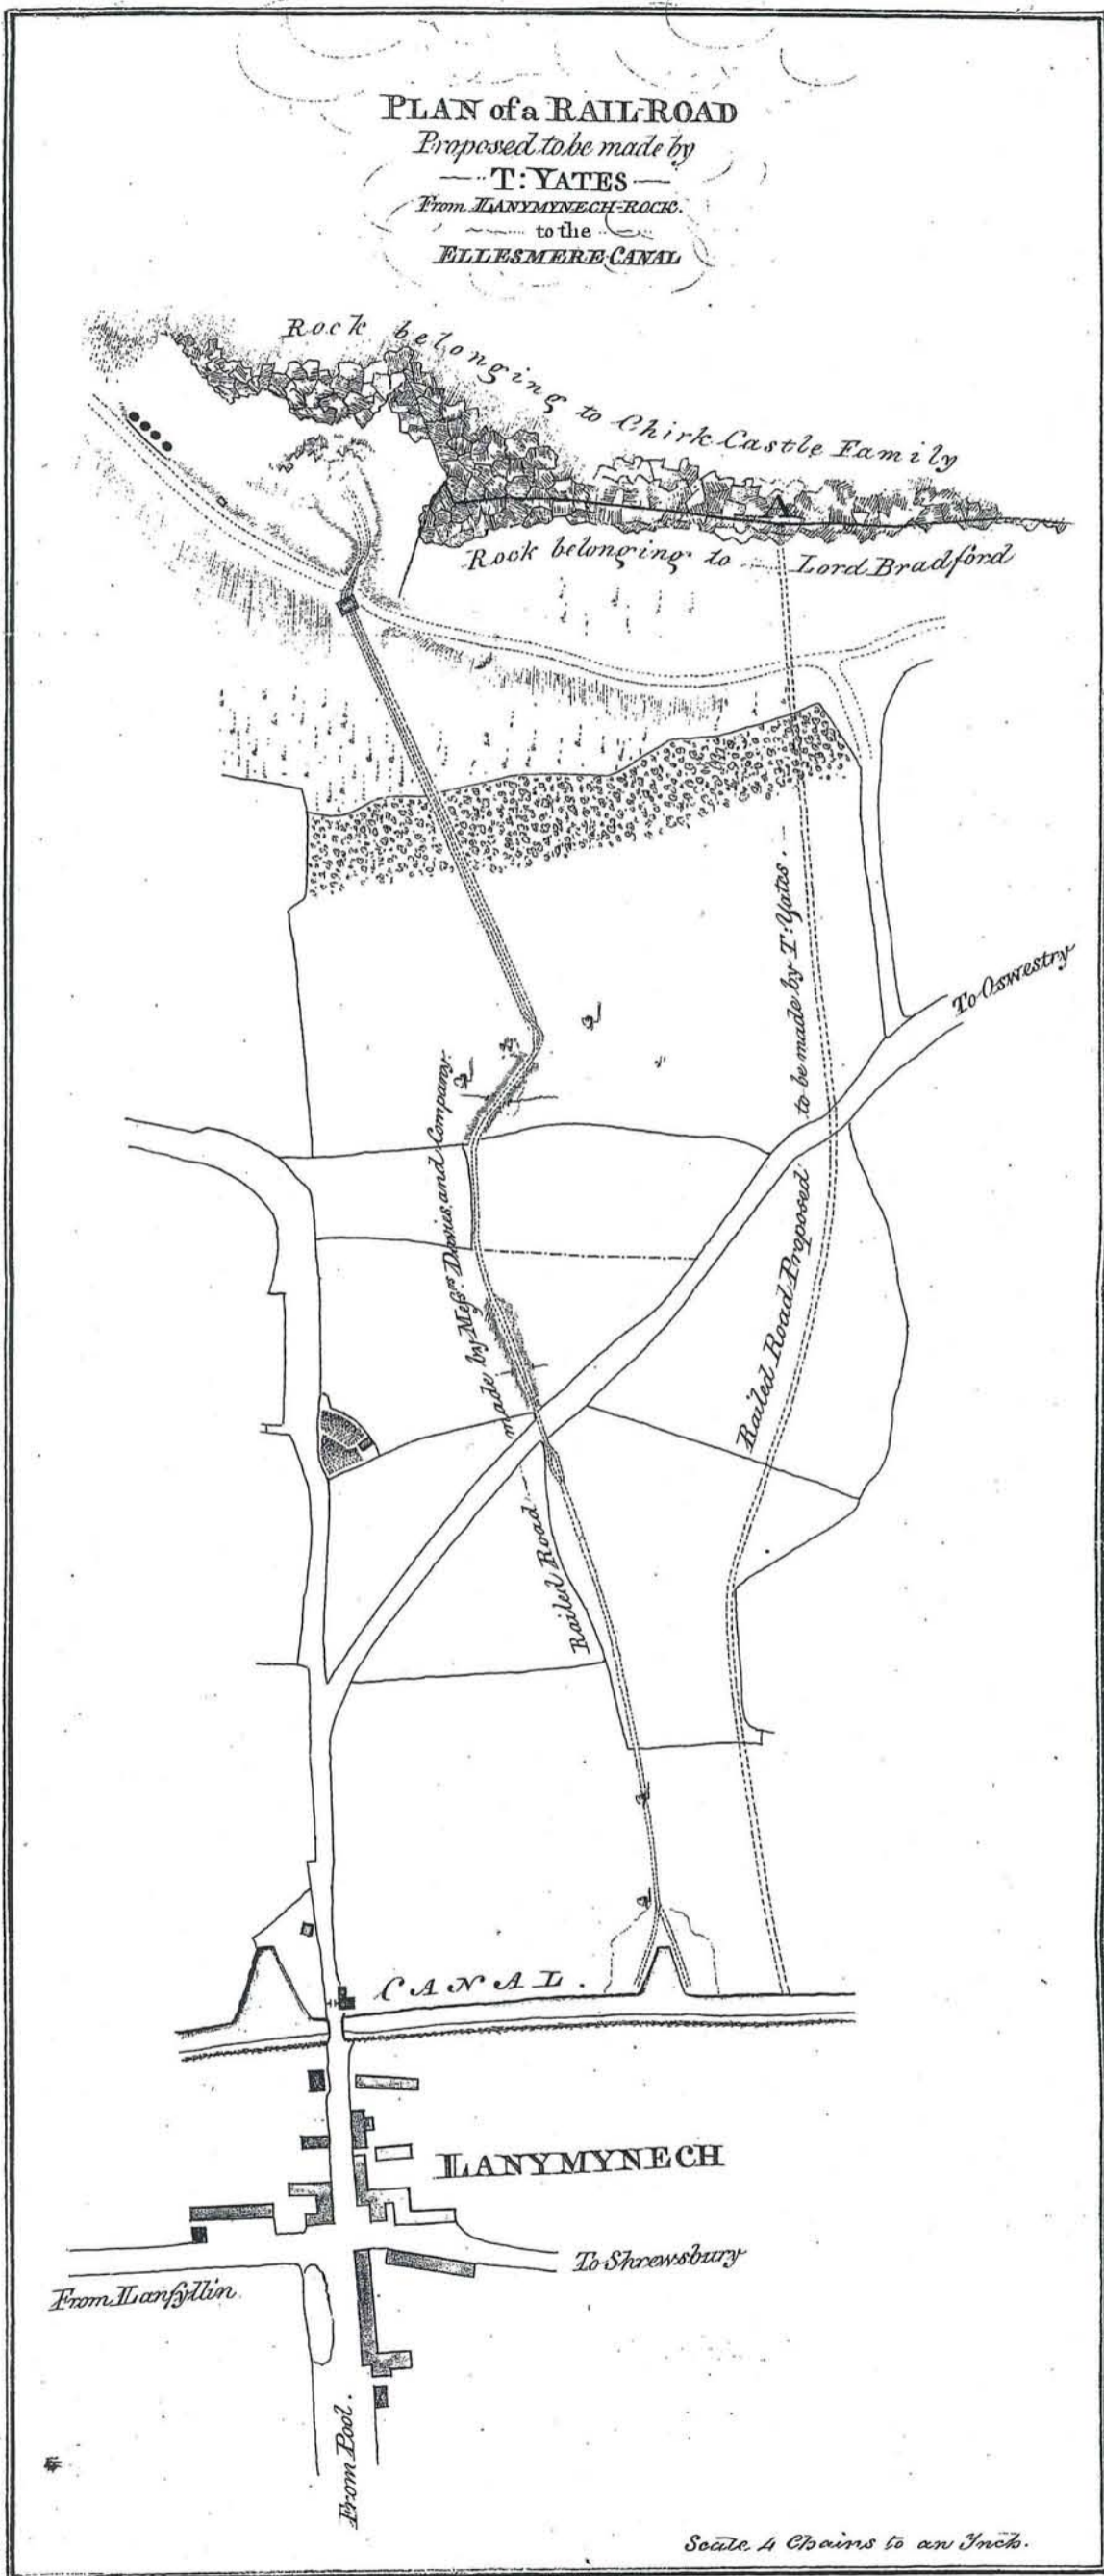 PLAN of a RAIL-ROAD
Proposed to be made by
T: YATES
From LANYMYNECH-ROCK.
to the
ELLESMERE CANAL
Rock belonging to Chirk Castle Family
A
Rock belonging to Lord Bradford
To Oswestry
Railed Road Proposed to be made by T: Yates.
Railed Road made by Messrs. Davies and Company.
CANAL.
LANYMYNECH
To Shrewsbury
From Lanfyllin
From Pool.
Scale, 4 Chains to an Ynch.